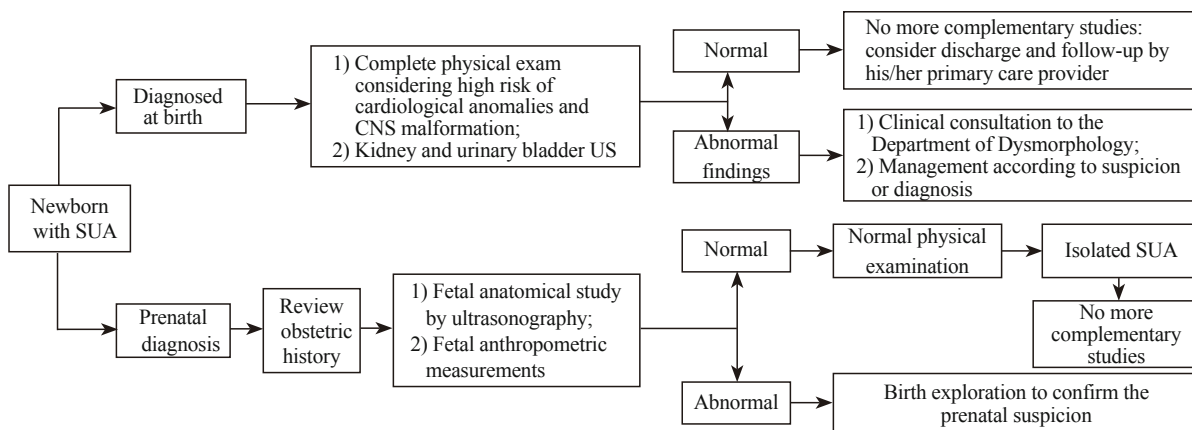 Newborn
with SUA
Diagnosed
at birth
1) Complete physical exam
considering high risk of
cardiological anomalies and
CNS malformation;
2) Kidney and urinary bladder US
Normal
No more complementary studies:
consider discharge and follow-up by
his/her primary care provider
Abnormal
findings
1) Clinical consultation to the
Department of Dysmorphology;
2) Management according to suspicion
or diagnosis
Prenatal
diagnosis
Review
obstetric
history
1) Fetal anatomical study
by ultrasonography;
2) Fetal anthropometric
measurements
Normal
Normal physical
examination
Isolated SUA
No more
complementary
studies
Abnormal
Birth exploration to confirm the
prenatal suspicion